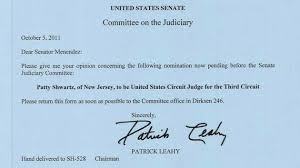 UNITED STATES SENATE
Committee on the Judiciary
October 5, 2011
Dear Senator Menendez:
Please give me your opinion concerning the following nomination now pending before the Senate
Judiciary Committee:
Patty Shwartz, of New Jersey, to be United States Circuit Judge for the Third Circuit
Please return this form as soon as possible to the Committee office in Dirksen 246.
Sincerely,
Patrick Leahy
PATRICK LEAHY
Hand delivered to SH-528
Chairman